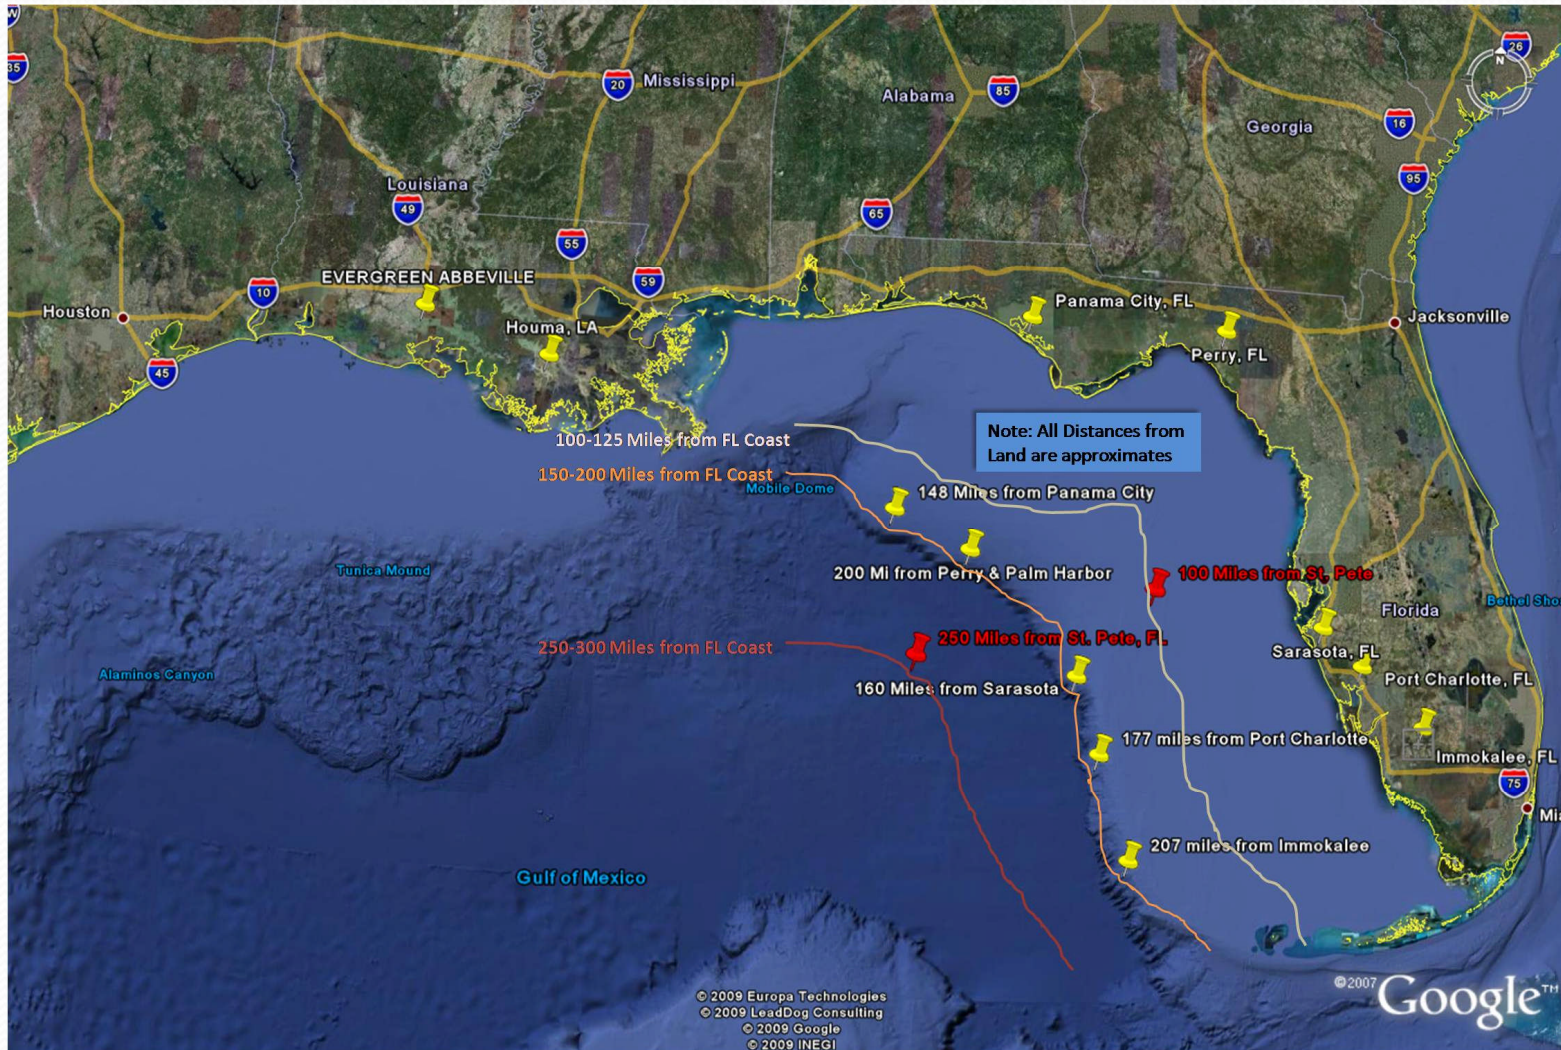 W
35
26
N
20
Mississippi
Alabama
85
Georgia
16
95
Louisiana
49
65
55
59
EVERGREEN ABBEVILLE
10
Houston
Houma, LA
Panama City, FL
Perry, FL
Jacksonville
45
Note: All Distances from
Land are approximates
100-125 Miles from FL Coast
150-200 Miles from FL Coast
Mobile Dome
148 Miles from Panama City
Tunica Mound
200 Mi from Perry & Palm Harbor
100 Miles from St, Pete
Florida
Bethel Sho
250-300 Miles from FL Coast
250 Miles from St. Pete, FL
Sarasota, FL
Alaminos Canyon
160 Miles from Sarasota
Port Charlotte, FL
177 miles from Port Charlotte
Immokalee, FL
75
Mia
207 miles from Immokalee
Gulf of Mexico
© 2009 Europa Technologies
© 2009 LeadDog Consulting
© 2009 Google
© 2009 INEGI
©2007 Google™